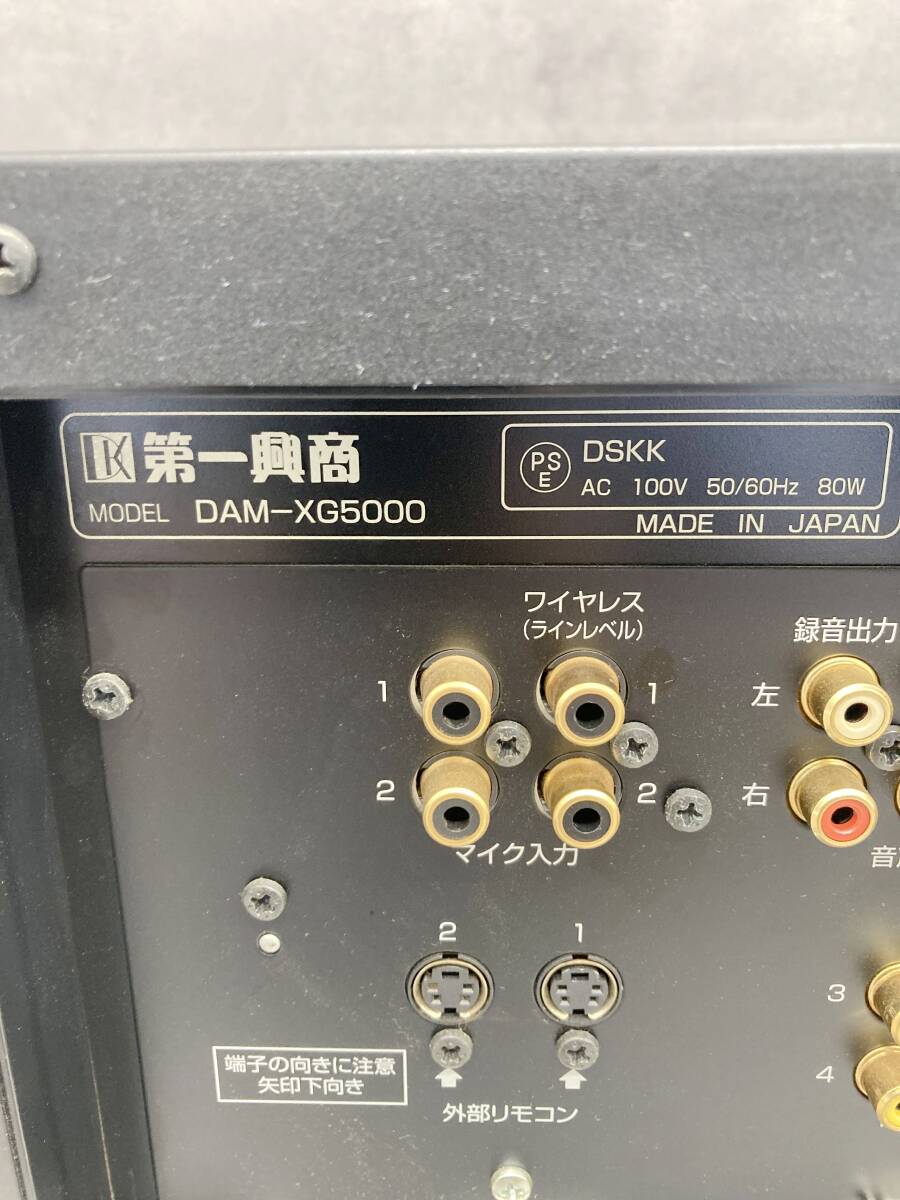 DK 第一興商
MODEL DAM-XG5000
PS
E
DSKK
AC 100V 50/60Hz 80W
MADE IN JAPAN
ワイヤレス
(ラインレベル)
録音出力
1
1
左
2
2
右
マイク入力
音
2
1
3
4
端子の向きに注意
矢印下向き
外部リモコン